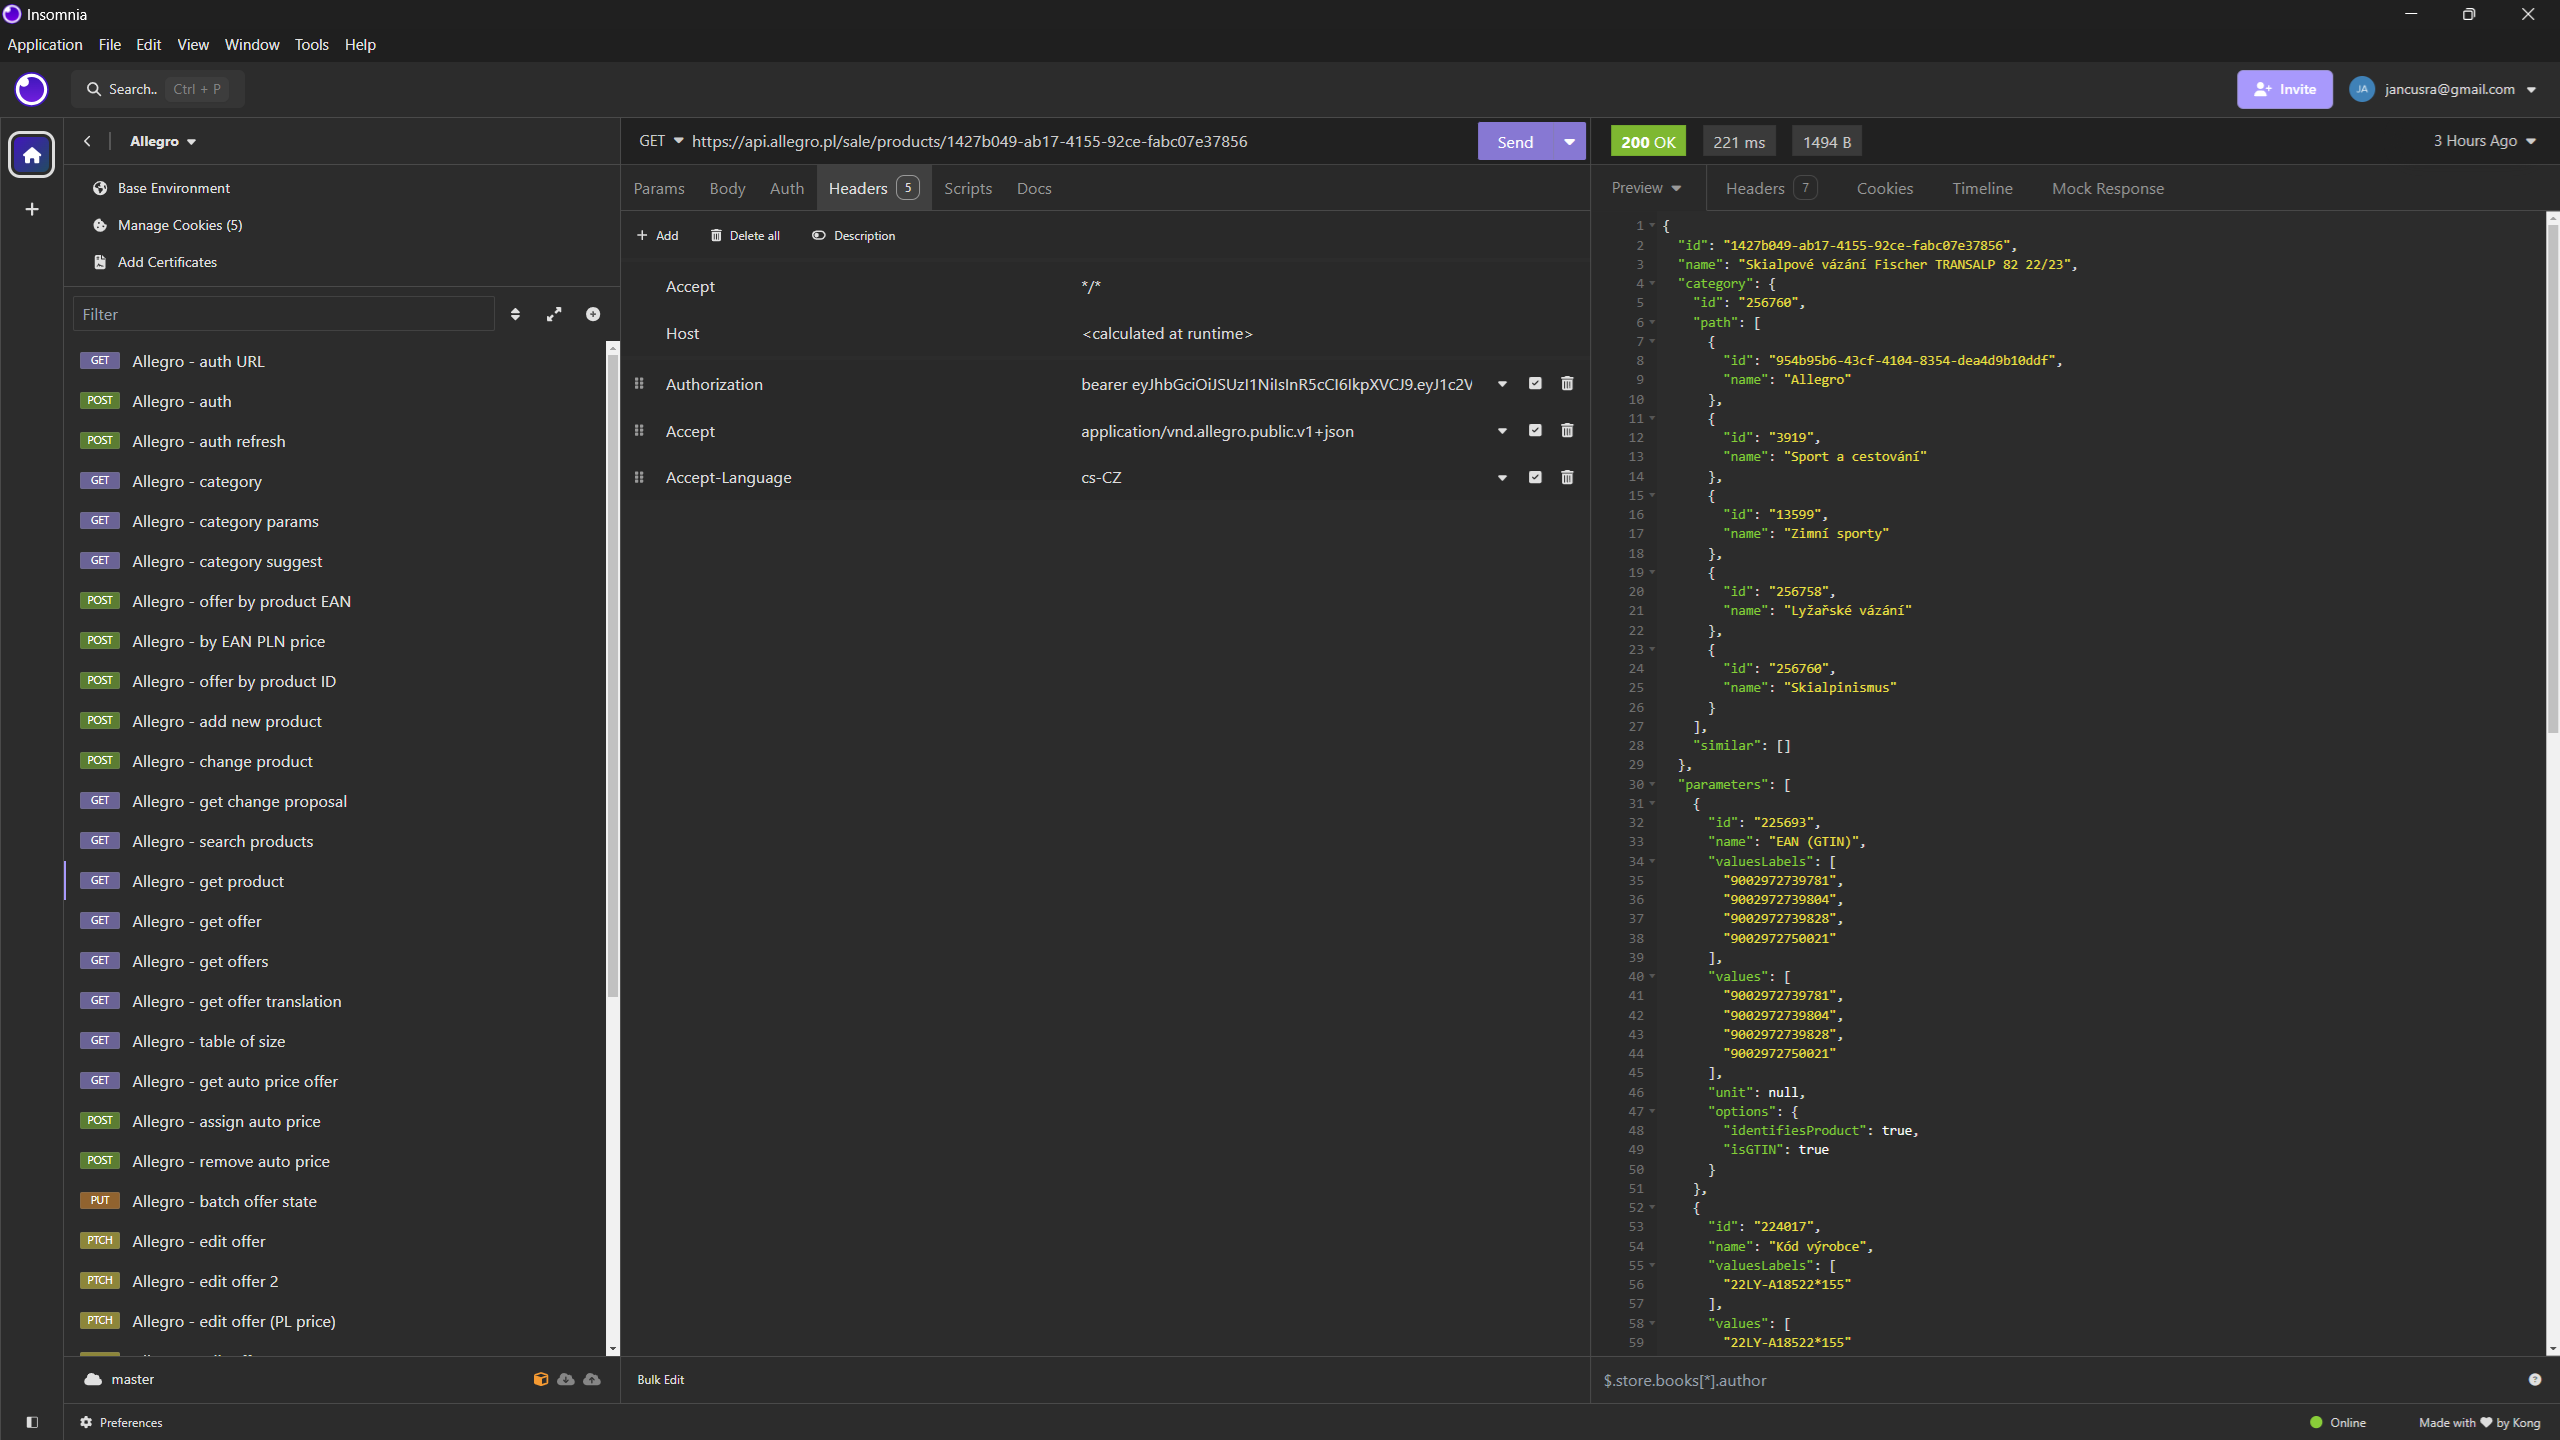 Insomnia
Application File Edit View Window Tools Help
Search.. Ctrl + P
Invite
JA jancusra@gmail.com
Allegro
Base Environment
Manage Cookies (5)
Add Certificates
Filter
GET Allegro - auth URL
POST Allegro - auth
POST Allegro - auth refresh
GET Allegro - category
GET Allegro - category params
GET Allegro - category suggest
POST Allegro - offer by product EAN
POST Allegro - by EAN PLN price
POST Allegro - offer by product ID
POST Allegro - add new product
POST Allegro - change product
GET Allegro - get change proposal
GET Allegro - search products
GET Allegro - get product
GET Allegro - get offer
GET Allegro - get offers
GET Allegro - get offer translation
GET Allegro - table of size
GET Allegro - get auto price offer
POST Allegro - assign auto price
POST Allegro - remove auto price
PUT Allegro - batch offer state
PTCH Allegro - edit offer
PTCH Allegro - edit offer 2
PTCH Allegro - edit offer (PL price)
master
Preferences
GET https://api.allegro.pl/sale/products/1427b049-ab17-4155-92ce-fabc07e37856
Send
Params Body Auth Headers 5 Scripts Docs
Add Delete all Description
Accept */*
Host <calculated at runtime>
Authorization bearer eyJhbGciOiJSUzI1NiIsInR5cCI6IkpXVCJ9.eyJ1c2V
Accept application/vnd.allegro.public.v1+json
Accept-Language cs-CZ
Bulk Edit
200 OK 221 ms 1494 B
3 Hours Ago
Preview Headers 7 Cookies Timeline Mock Response
1 {
2 "id": "1427b049-ab17-4155-92ce-fabc07e37856",
3 "name": "Skialpové vázání Fischer TRANSALP 82 22/23",
4 "category": {
5 "id": "256760",
6 "path": [
7 {
8 "id": "954b95b6-43cf-4104-8354-dea4d9b10ddf",
9 "name": "Allegro"
10 },
11 {
12 "id": "3919",
13 "name": "Sport a cestování"
14 },
15 {
16 "id": "13599",
17 "name": "Zimní sporty"
18 },
19 {
20 "id": "256758",
21 "name": "Lyžařské vázání"
22 },
23 {
24 "id": "256760",
25 "name": "Skialpinismus"
26 }
27 ],
28 "similar": []
29 },
30 "parameters": [
31 {
32 "id": "225693",
33 "name": "EAN (GTIN)",
34 "valuesLabels": [
35 "9002972739781",
36 "9002972739804",
37 "9002972739828",
38 "9002972750021"
39 ],
40 "values": [
41 "9002972739781",
42 "9002972739804",
43 "9002972739828",
44 "9002972750021"
45 ],
46 "unit": null,
47 "options": {
48 "identifiesProduct": true,
49 "isGTIN": true
50 }
51 },
52 {
53 "id": "224017",
54 "name": "Kód výrobce",
55 "valuesLabels": [
56 "22LY-A18522*155"
57 ],
58 "values": [
59 "22LY-A18522*155"
$.store.books[*].author
Online
Made with ♥ by Kong